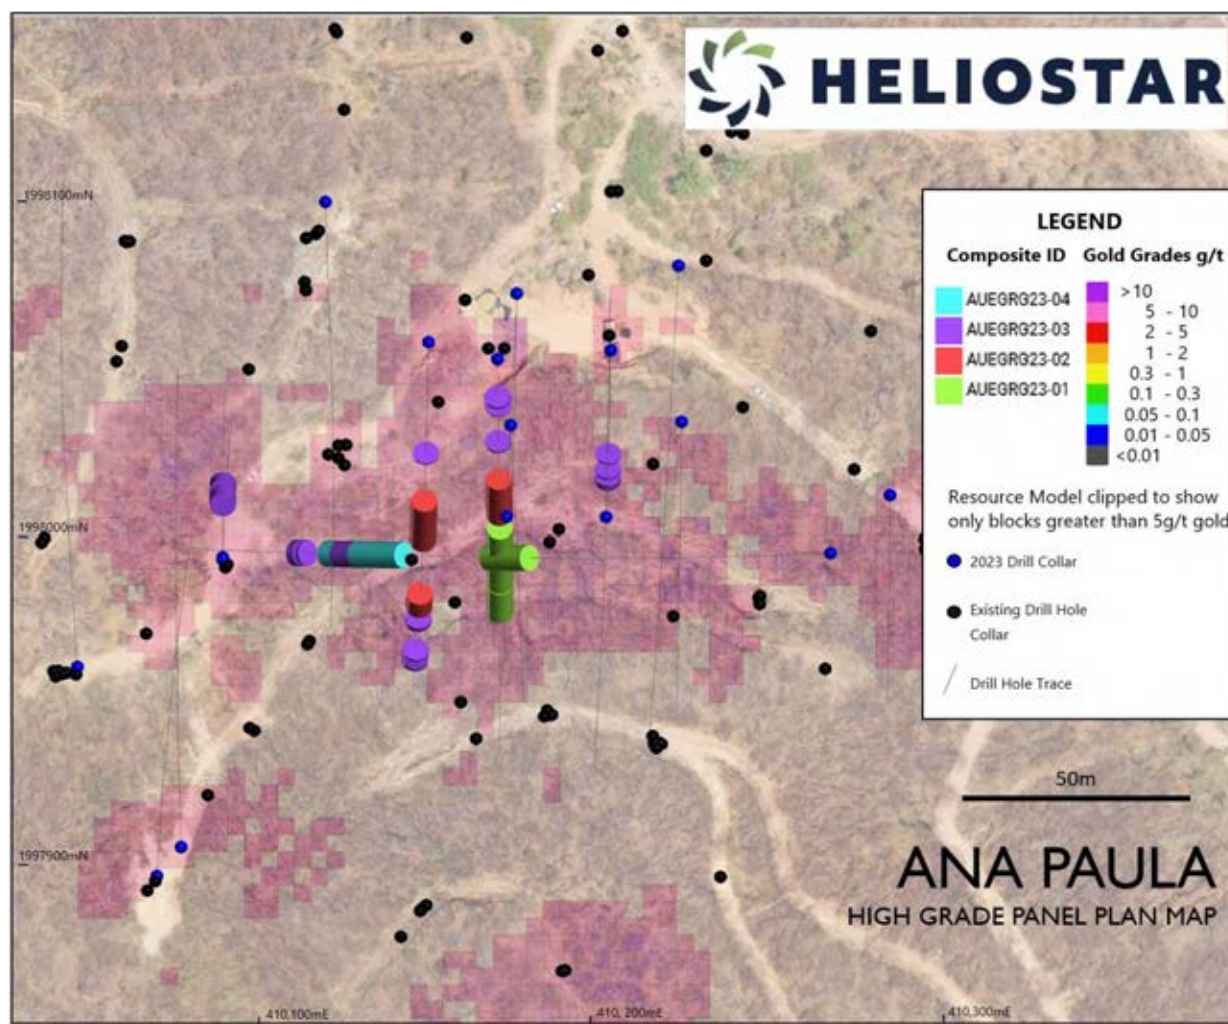 HELIOSTAR
1998100mN
LEGEND
Composite ID Gold Grades g/t
AUEGRG23-04
AUEGRG23-03
AUEGRG23-02
AUEGRG23-01
>10
5 - 10
2 - 5
1 - 2
0.3 - 1
0.1 - 0.3
0.05 - 0.1
0.01 - 0.05
<0.01
Resource Model clipped to show
only blocks greater than 5g/t gold
2023 Drill Collar
Existing Drill Hole
Collar
Drill Hole Trace
1998000mN
50m
1997900mN
ANA PAULA
HIGH GRADE PANEL PLAN MAP
410,100mE
410, 200mE
410,300mE